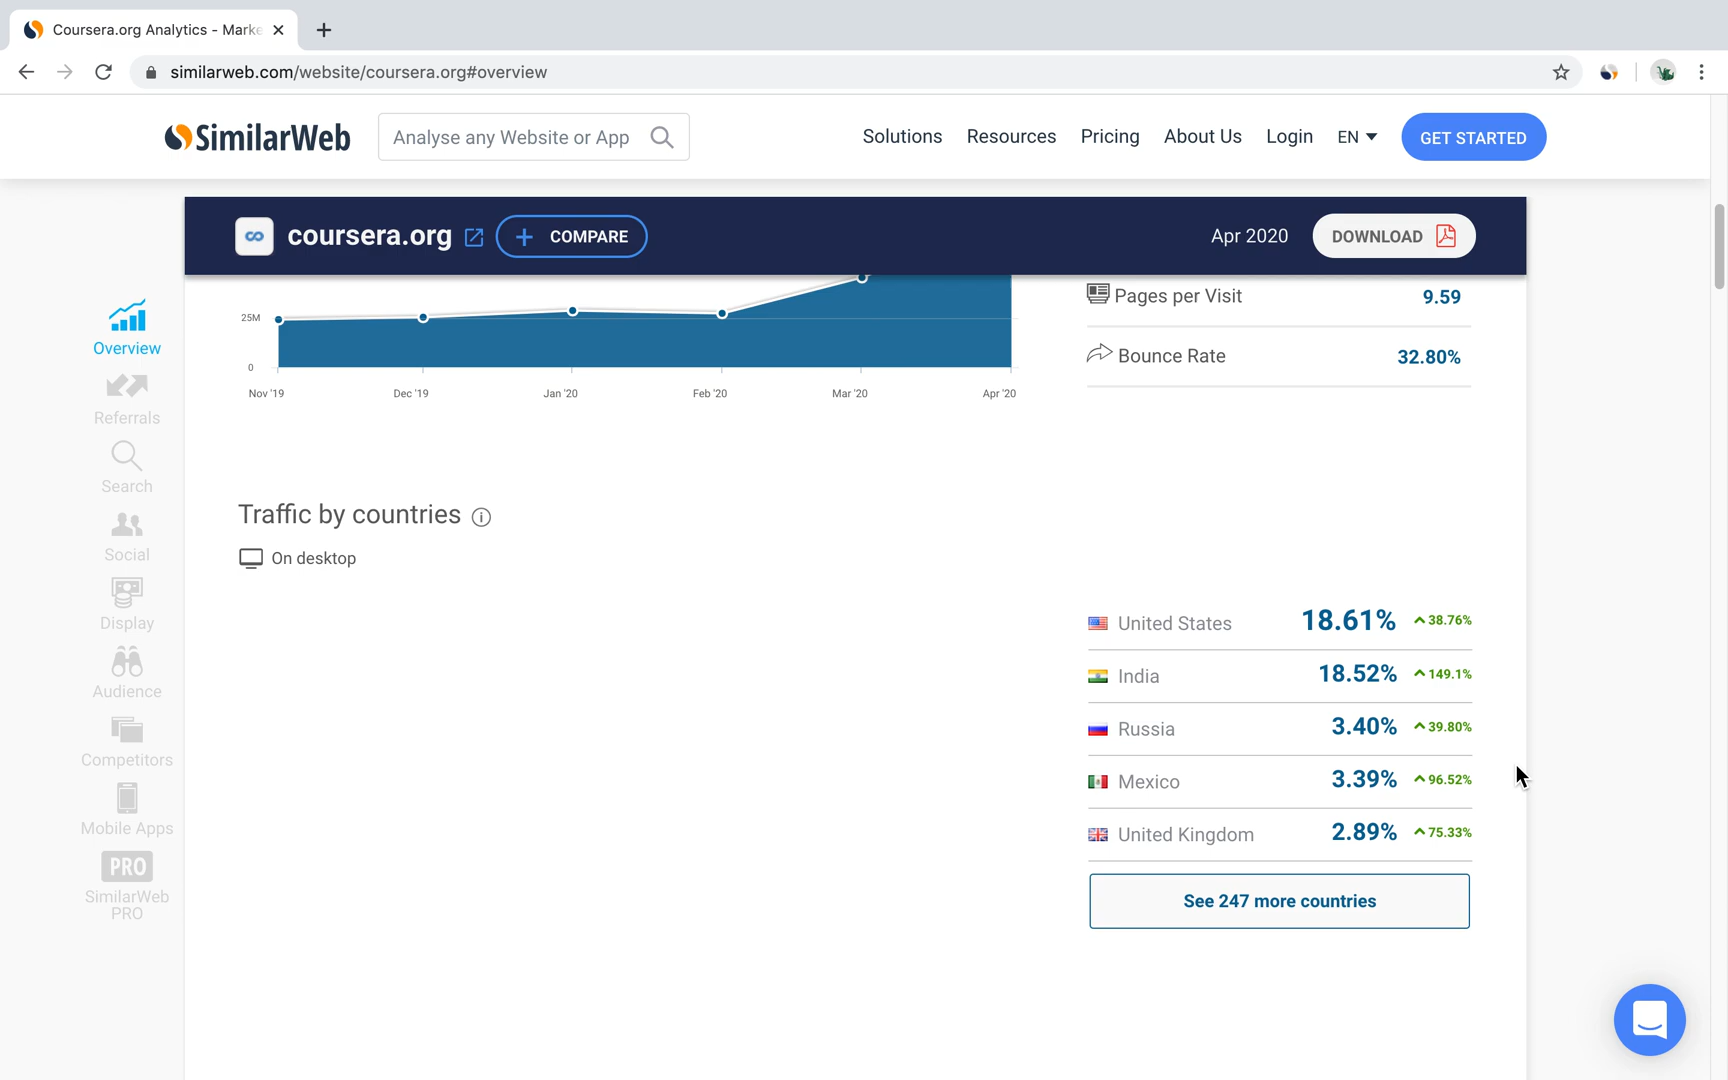 Coursera.org Analytics - Marke
similarweb.com/website/coursera.org#overview
SimilarWeb
Analyse any Website or App
Solutions
Resources
Pricing
About Us
Login
EN
GET STARTED
coursera.org
COMPARE
Apr 2020
DOWNLOAD
Overview
Referrals
Search
Social
Display
Audience
Competitors
Mobile Apps
PRO
SimilarWeb
PRO
25M
0
Nov '19
Dec '19
Jan '20
Feb '20
Mar '20
Apr '20
Pages per Visit
9.59
Bounce Rate
32.80%
Traffic by countries
On desktop
United States 18.61% 38.76%
India 18.52% 149.1%
Russia 3.40% 39.80%
Mexico 3.39% 96.52%
United Kingdom 2.89% 75.33%
See 247 more countries